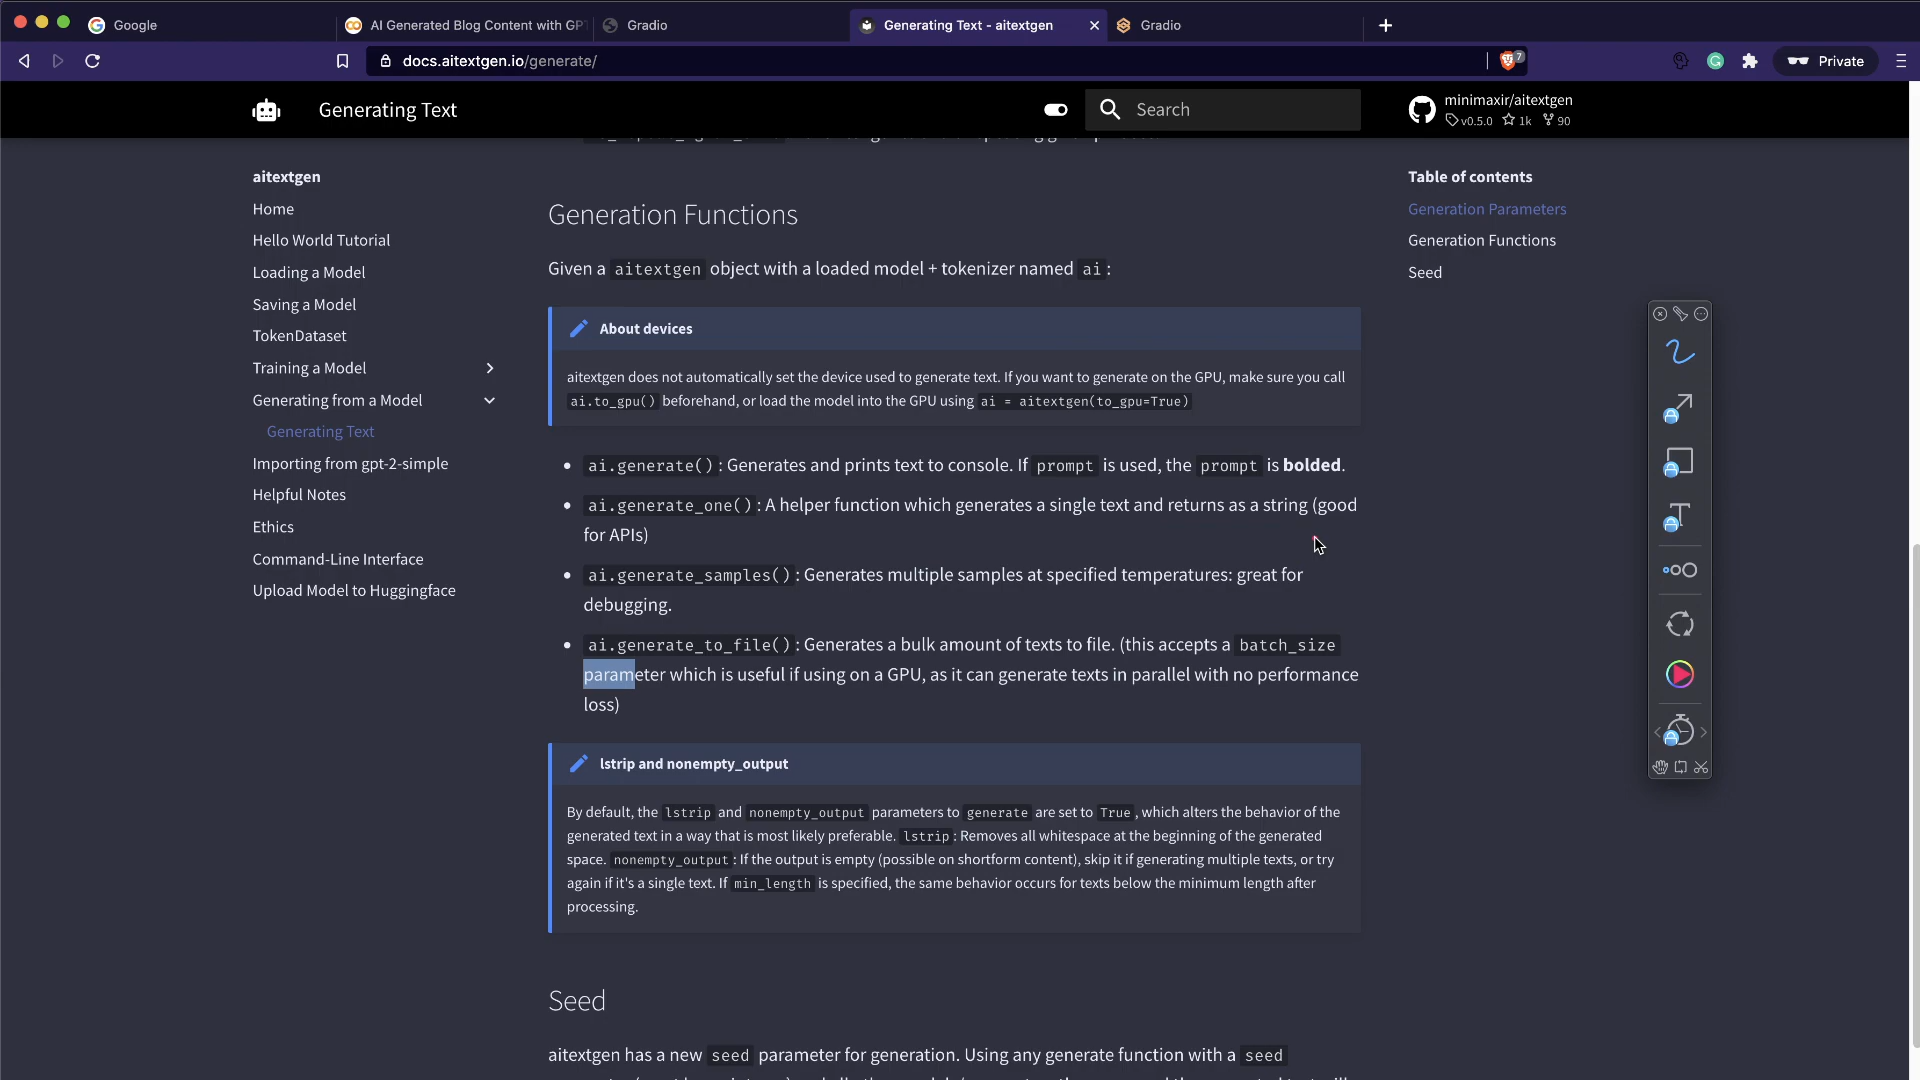 Google
AI Generated Blog Content with GP
Gradio
Generating Text - aitextgen
Gradio
docs.aitextgen.io/generate/
7
Private
Generating Text
Search
minimaxir/aitextgen
v0.5.0 1k 90
aitextgen
Home
Hello World Tutorial
Loading a Model
Saving a Model
TokenDataset
Training a Model
Generating from a Model
Generating Text
Importing from gpt-2-simple
Helpful Notes
Ethics
Command-Line Interface
Upload Model to Huggingface
Generation Functions
Given a aitextgen object with a loaded model + tokenizer named ai :
About devices
aitextgen does not automatically set the device used to generate text. If you want to generate on the GPU, make sure you call
ai.to_gpu() beforehand, or load the model into the GPU using ai = aitextgen(to_gpu=True)
• ai.generate() : Generates and prints text to console. If prompt is used, the prompt is bolded.
• ai.generate_one() : A helper function which generates a single text and returns as a string (good
for APIs)
• ai.generate_samples() : Generates multiple samples at specified temperatures: great for
debugging.
• ai.generate_to_file() : Generates a bulk amount of texts to file. (this accepts a batch_size
parameter which is useful if using on a GPU, as it can generate texts in parallel with no performance
loss)
lstrip and nonempty_output
By default, the lstrip and nonempty_output parameters to generate are set to True , which alters the behavior of the
generated text in a way that is most likely preferable. lstrip : Removes all whitespace at the beginning of the generated
space. nonempty_output : If the output is empty (possible on shortform content), skip it if generating multiple texts, or try
again if it's a single text. If min_length is specified, the same behavior occurs for texts below the minimum length after
processing.
Seed
aitextgen has a new seed parameter for generation. Using any generate function with a seed
Table of contents
Generation Parameters
Generation Functions
Seed